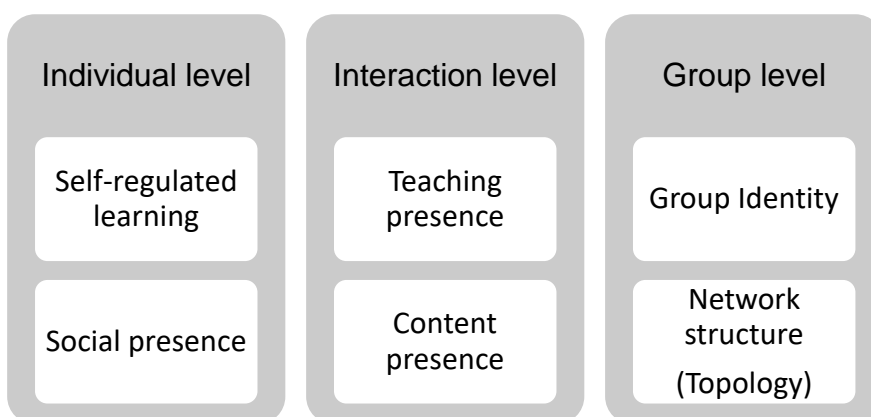 Individual level
Self-regulated
learning
Social presence
Interaction level
Teaching
presence
Content
presence
Group level
Group Identity
Network
structure
(Topology)